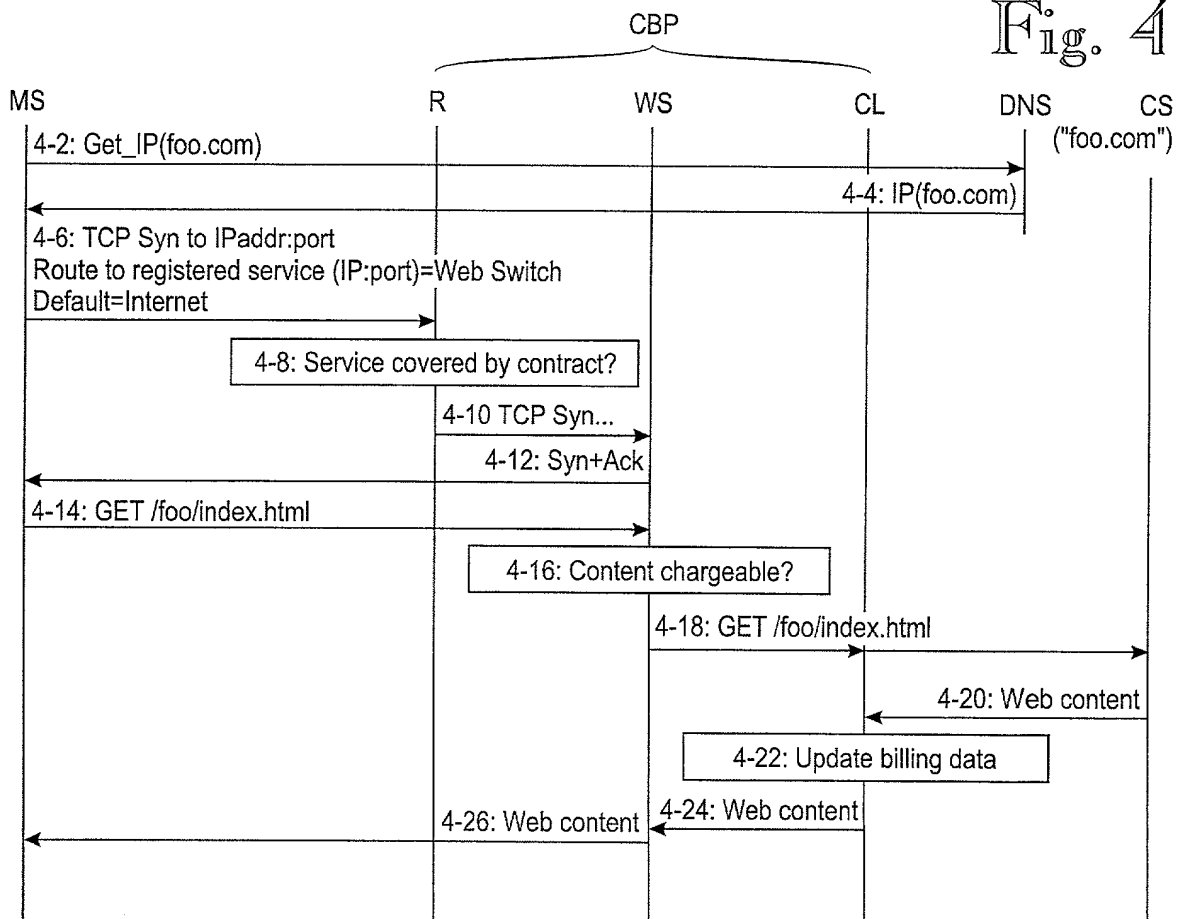 Fig. 4
CBP
MS R WS CL DNS CS
("foo.com")
4-2: Get_IP(foo.com)
4-4: IP(foo.com)
4-6: TCP Syn to IPaddr:port
Route to registered service (IP:port)=Web Switch
Default=Internet
4-8: Service covered by contract?
4-10 TCP Syn...
4-12: Syn+Ack
4-14: GET /foo/index.html
4-16: Content chargeable?
4-18: GET /foo/index.html
4-20: Web content
4-22: Update billing data
4-24: Web content
4-26: Web content